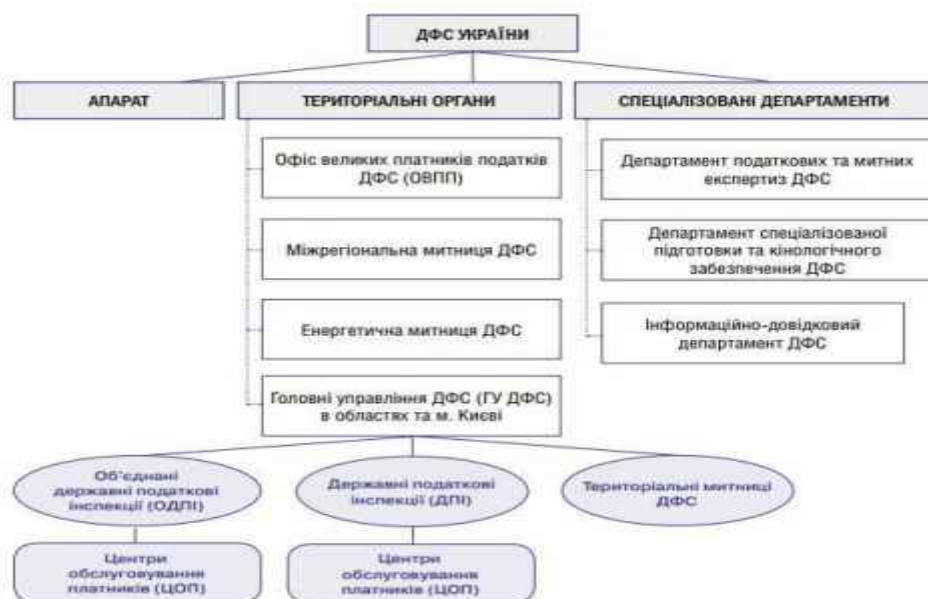 ДФС УКРАЇНИ
АПАРАТ
ТЕРИТОРІАЛЬНІ ОРГАНИ
СПЕЦІАЛІЗОВАНІ ДЕПАРТАМЕНТИ
Офіс великих платників податків
ДФС (ОВПП)
Міжрегіональна митниця ДФС
Енергетична митниця ДФС
Головні управління ДФС (ГУ ДФС)
в областях та м. Києві
Департамент податкових та митних
експертиз ДФС
Департамент спеціалізованої
підготовки та кінологічного
забезпечення ДФС
Інформаційно-довідковий
департамент ДФС
Об'єднані
державні податкові
інспекції (ОДПІ)
Державні податкові
інспекції (ДПІ)
Територіальні митниці
ДФС
Центри
обслуговування
платників (ЦОП)
Центри
обслуговування
платників (ЦОП)